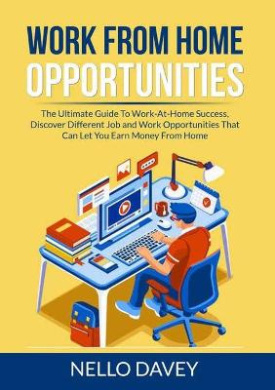 WORK FROM HOME
OPPORTUNITIES
The Ultimate Guide To Work-At-Home Success,
Discover Different Job and Work Opportunities That
Can Let You Earn Money From Home
NELLO DAVEY